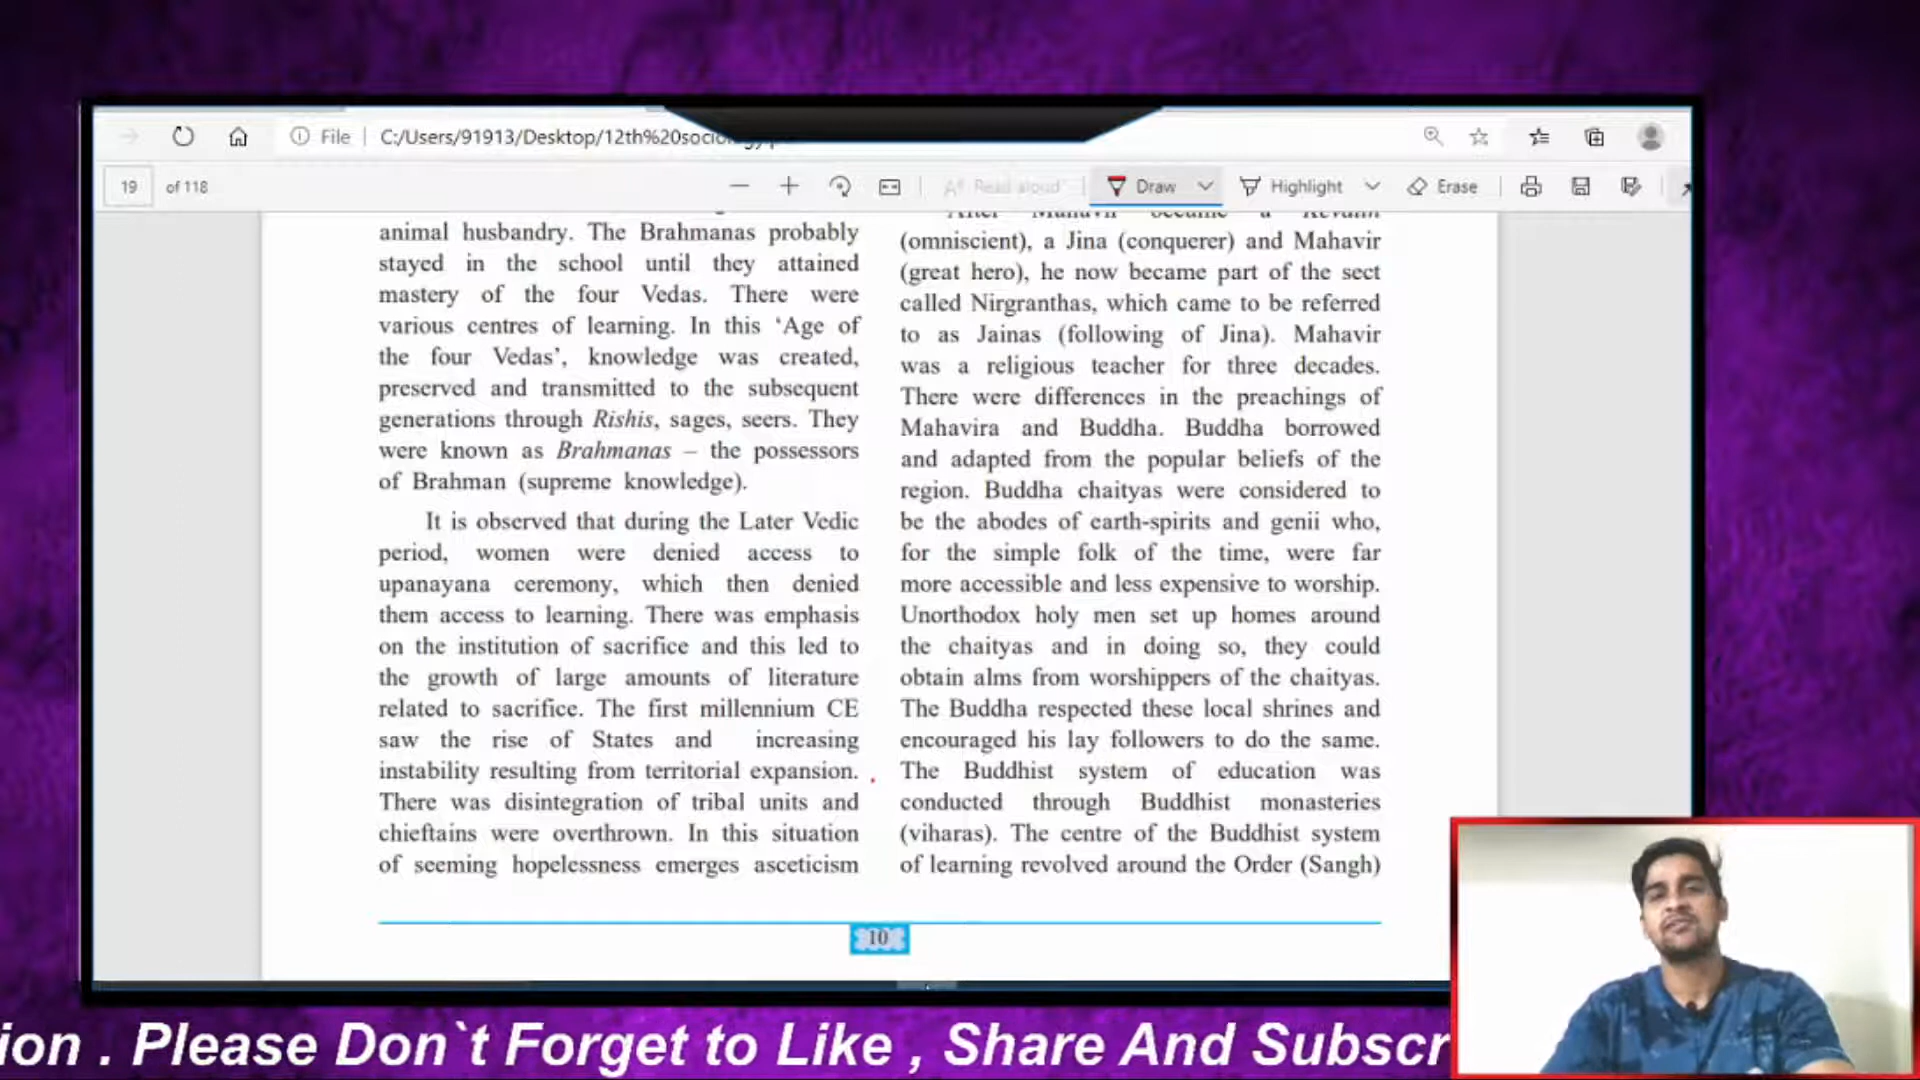 File
C:/Users/91913/Desktop/12th%20sociology.p
19 of 118
Read aloud
Draw
Highlight
Erase
animal husbandry. The Brahmanas probably
stayed in the school until they attained
mastery of the four Vedas. There were
various centres of learning. In this ‘Age of
the four Vedas’, knowledge was created,
preserved and transmitted to the subsequent
generations through Rishis, sages, seers. They
were known as Brahmanas – the possessors
of Brahman (supreme knowledge).
It is observed that during the Later Vedic
period, women were denied access to
upanayana ceremony, which then denied
them access to learning. There was emphasis
on the institution of sacrifice and this led to
the growth of large amounts of literature
related to sacrifice. The first millennium CE
saw the rise of States and increasing
instability resulting from territorial expansion.
There was disintegration of tribal units and
chieftains were overthrown. In this situation
of seeming hopelessness emerges asceticism
After Mahavir became a Kevalin
(omniscient), a Jina (conquerer) and Mahavir
(great hero), he now became part of the sect
called Nirgranthas, which came to be referred
to as Jainas (following of Jina). Mahavir
was a religious teacher for three decades.
There were differences in the preachings of
Mahavira and Buddha. Buddha borrowed
and adapted from the popular beliefs of the
region. Buddha chaityas were considered to
be the abodes of earth-spirits and genii who,
for the simple folk of the time, were far
more accessible and less expensive to worship.
Unorthodox holy men set up homes around
the chaityas and in doing so, they could
obtain alms from worshippers of the chaityas.
The Buddha respected these local shrines and
encouraged his lay followers to do the same.
The Buddhist system of education was
conducted through Buddhist monasteries
(viharas). The centre of the Buddhist system
of learning revolved around the Order (Sangh)
10
ion . Please Don`t Forget to Like , Share And Subscr